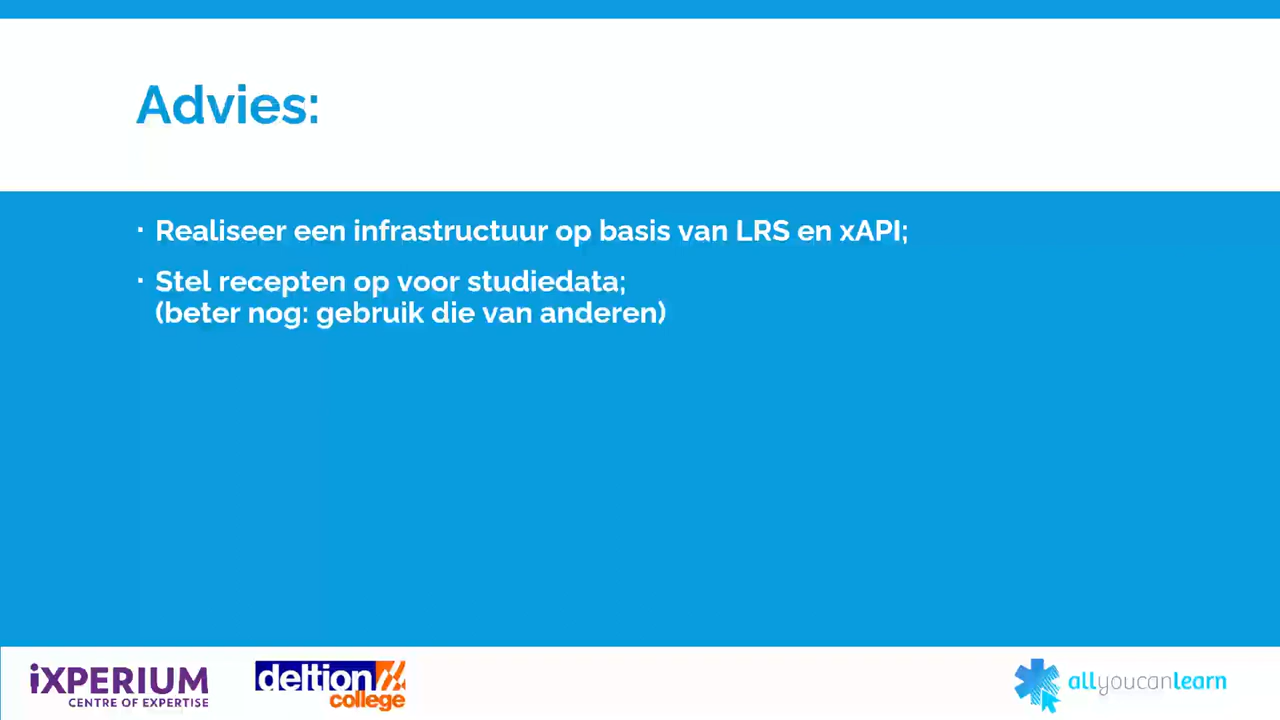 Advies:
· Realiseer een infrastructuur op basis van LRS en xAPI;
· Stel recepten op voor studiedata;
(beter nog: gebruik die van anderen)
iXPERIUM
CENTRE OF EXPERTISE
deltion
college
allyoucanlearn